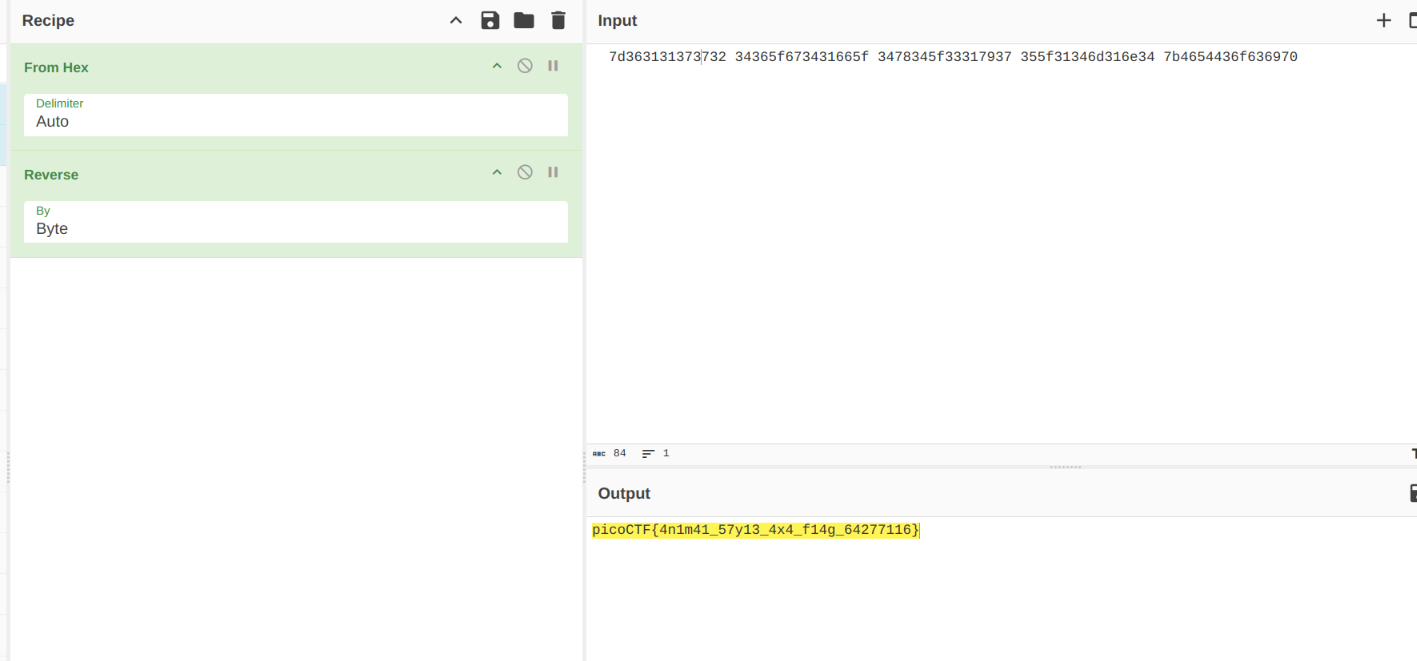 Recipe
From Hex
Delimiter
Auto
Reverse
By
Byte
Input
7d363131373732 34365f673431665f 3478345f33317937 355f31346d316e34 7b4654436f636970
ABC 84 1
Output
picoCTF{4n1m41_57y13_4x4_f14g_64277116}